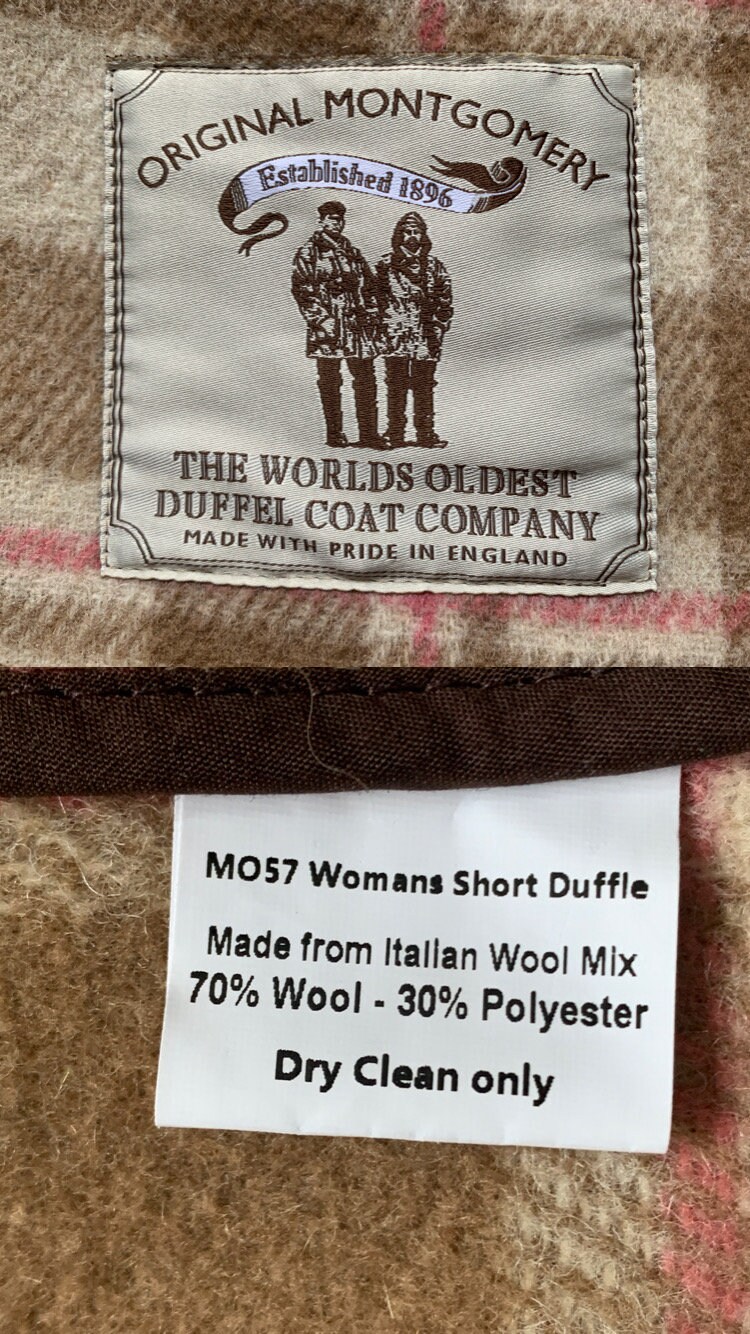 ORIGINAL MONTGOMERY
Established 1896
THE WORLDS OLDEST
DUFFEL COAT COMPANY
MADE WITH PRIDE IN ENGLAND
MO57 Womans Short Duffle
Made from Italian Wool Mix
70% Wool - 30% Polyester
Dry Clean only